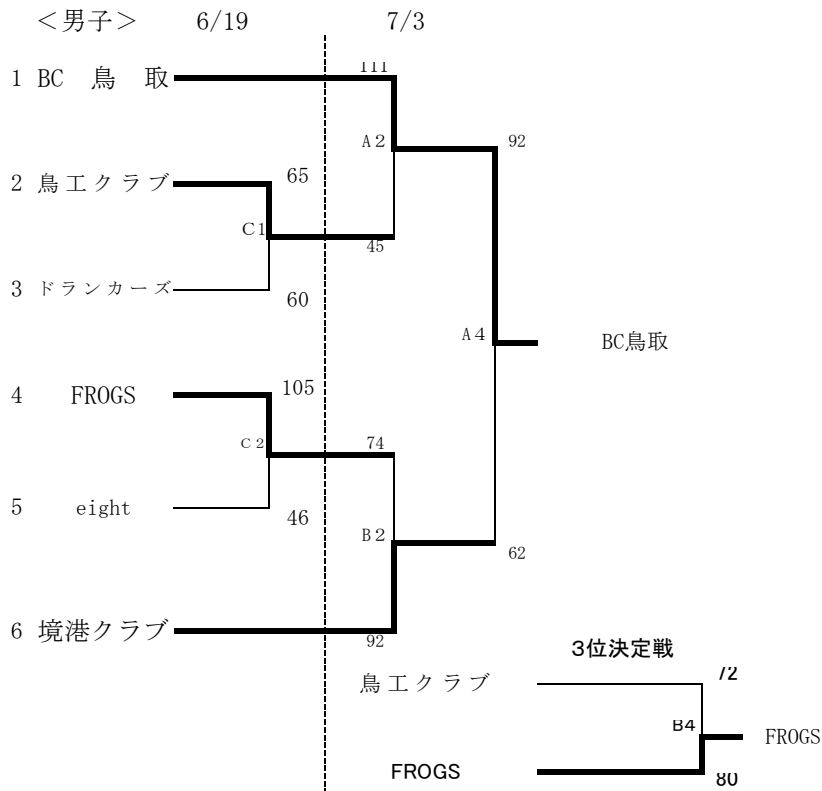 ＜男子＞ 6/19 7/3
111
1 BC 鳥 取
A2 92
65
2 鳥工クラブ
C1
45
3 ドランカーズ
60
A4 BC鳥取
4 FROGS 105
C2 74
5 eight 46
B2
62
6 境港クラブ
92
3位決定戦
鳥工クラブ 72
B4 FROGS
FROGS 80